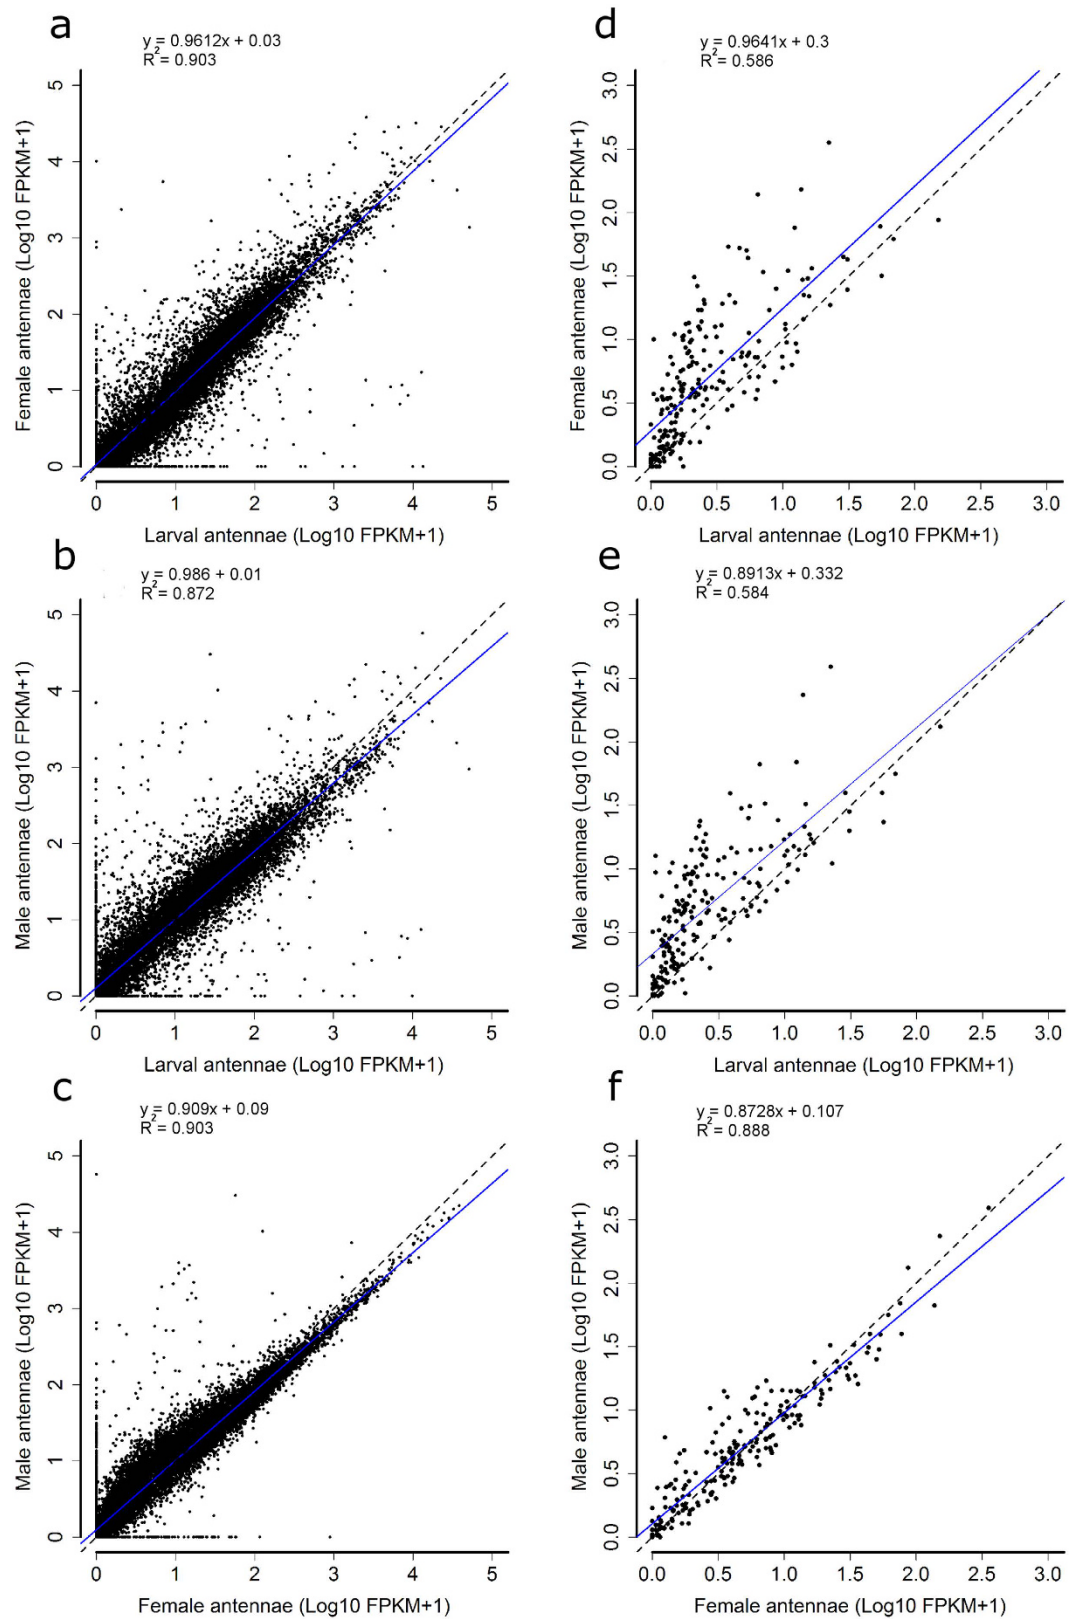 a
y = 0.9612x + 0.03
R2 = 0.903
Female antennae (Log10 FPKM+1)
5
4
3
2
1
0
0 1 2 3 4 5
Larval antennae (Log10 FPKM+1)
d
y = 0.9641x + 0.3
R2 = 0.586
Female antennae (Log10 FPKM+1)
3.0
2.5
2.0
1.5
1.0
0.5
0.0
0.0 0.5 1.0 1.5 2.0 2.5 3.0
Larval antennae (Log10 FPKM+1)
b
y = 0.986 + 0.01
R2 = 0.872
Male antennae (Log10 FPKM+1)
5
4
3
2
1
0
0 1 2 3 4 5
Larval antennae (Log10 FPKM+1)
e
y = 0.8913x + 0.332
R2 = 0.584
Male antennae (Log10 FPKM+1)
3.0
2.5
2.0
1.5
1.0
0.5
0.0
0.0 0.5 1.0 1.5 2.0 2.5 3.0
Larval antennae (Log10 FPKM+1)
c
y = 0.909x + 0.09
R2 = 0.903
Male antennae (Log10 FPKM+1)
5
4
3
2
1
0
0 1 2 3 4 5
Female antennae (Log10 FPKM+1)
f
y = 0.8728x + 0.107
R2 = 0.888
Male antennae (Log10 FPKM+1)
3.0
2.5
2.0
1.5
1.0
0.5
0.0
0.0 0.5 1.0 1.5 2.0 2.5 3.0
Female antennae (Log10 FPKM+1)